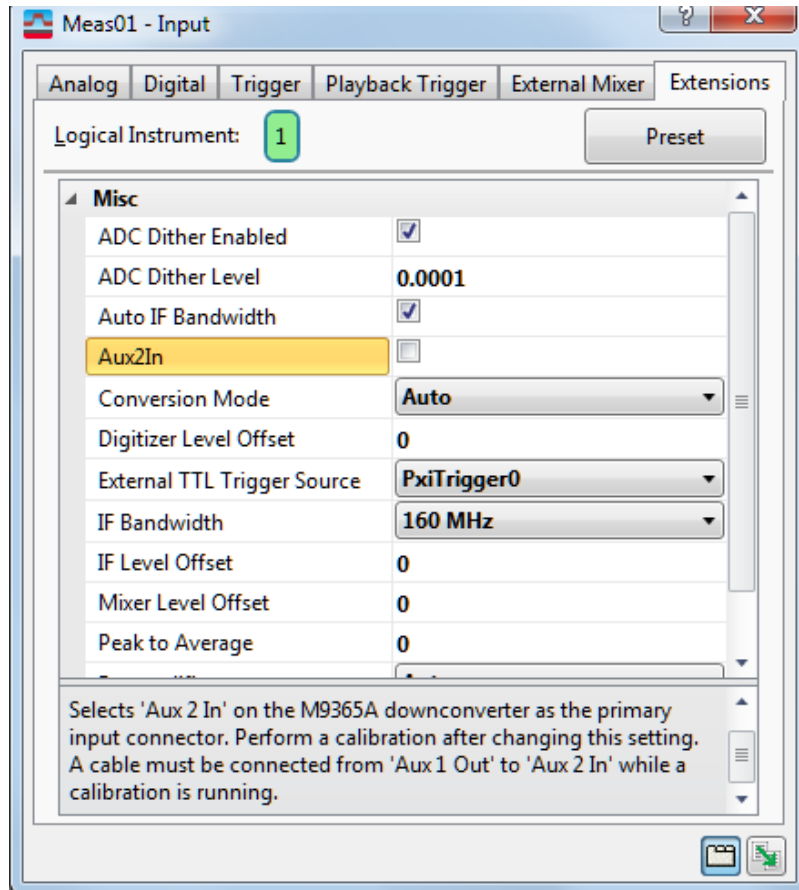 Meas01 - Input
? X
Analog Digital Trigger Playback Trigger External Mixer Extensions
Logical Instrument: 1 Preset
Misc
ADC Dither Enabled
ADC Dither Level 0.0001
Auto IF Bandwidth
Aux2In
Conversion Mode Auto
Digitizer Level Offset 0
External TTL Trigger Source PxiTrigger0
IF Bandwidth 160 MHz
IF Level Offset 0
Mixer Level Offset 0
Peak to Average 0
Selects 'Aux 2 In' on the M9365A downconverter as the primary
input connector. Perform a calibration after changing this setting.
A cable must be connected from 'Aux 1 Out' to 'Aux 2 In' while a
calibration is running.